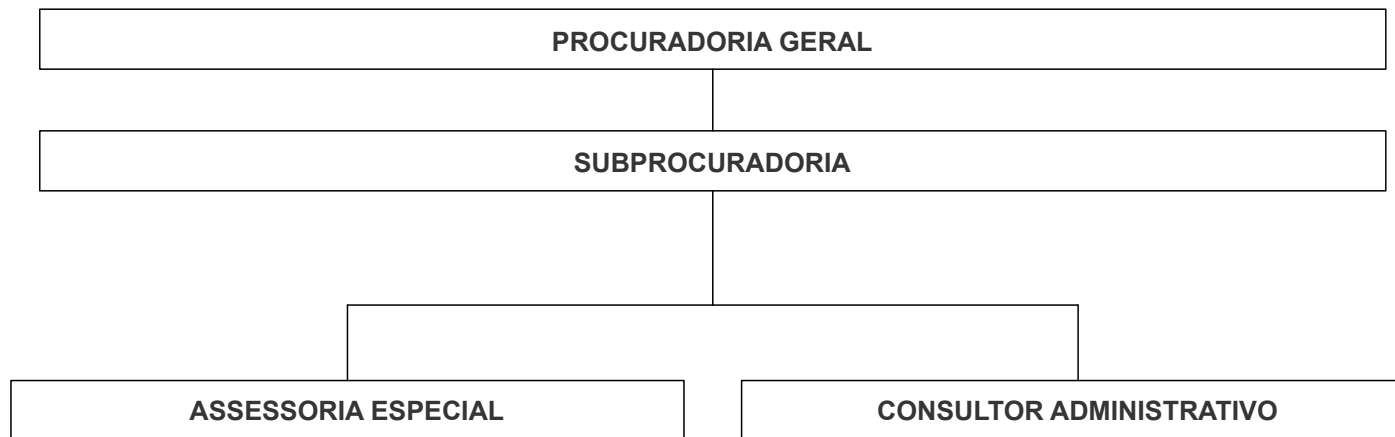 PROCURADORIA GERAL
SUBPROCURADORIA
ASSESSORIA ESPECIAL
CONSULTOR ADMINISTRATIVO